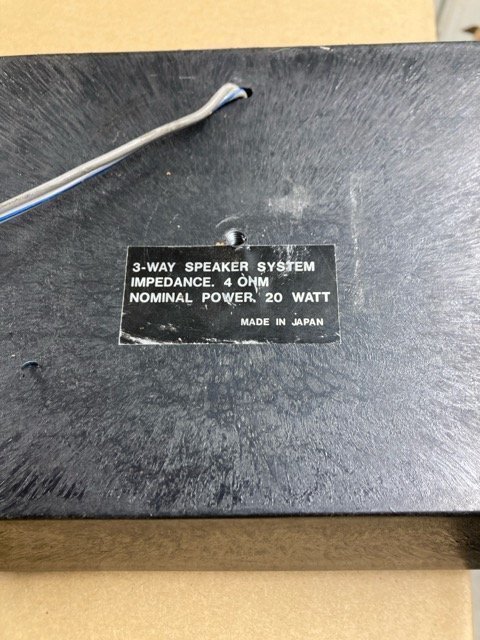 3-WAY SPEAKER SYSTEM
IMPEDANCE. 4 OHM
NOMINAL POWER. 20 WATT
MADE IN JAPAN